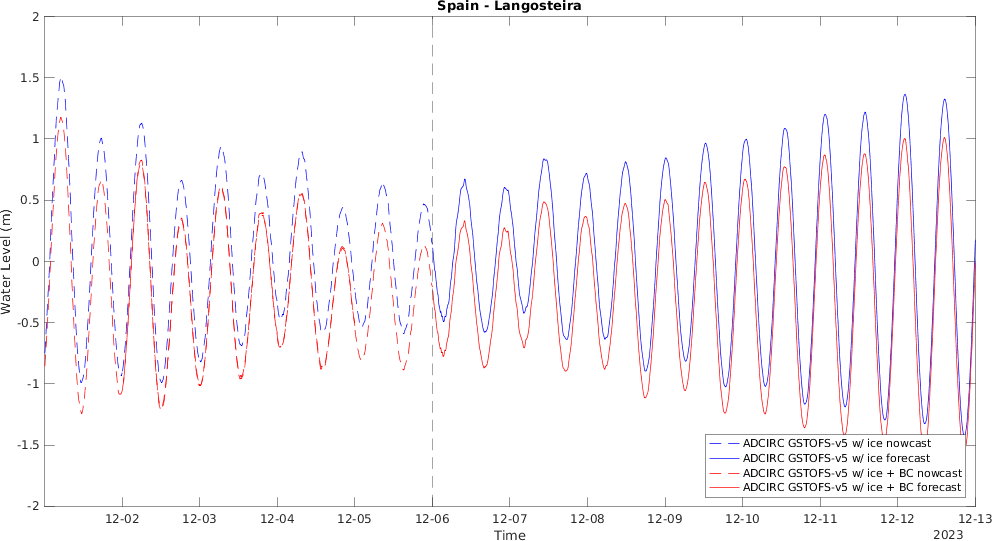 Spain - Langosteira
2
1.5
1
0.5
0
-0.5
-1
-1.5
-2
Water Level (m)
12-02 12-03 12-04 12-05 12-06 12-07 12-08 12-09 12-10 12-11 12-12 12-13
Time
2023
ADCIRC GSTOFS-v5 w/ ice nowcast
ADCIRC GSTOFS-v5 w/ ice forecast
ADCIRC GSTOFS-v5 w/ ice + BC nowcast
ADCIRC GSTOFS-v5 w/ ice + BC forecast